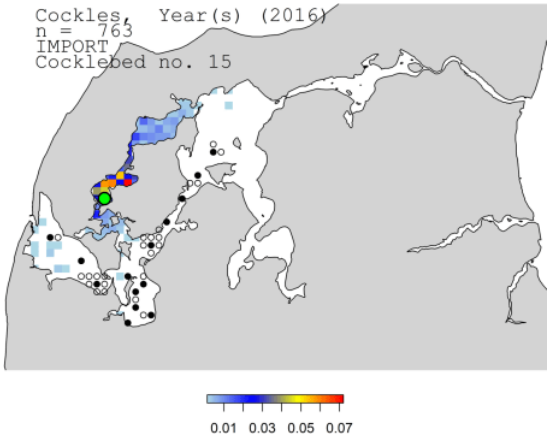 Cockles, Year(s) (2016)
n = 763
IMPORT
Cocklebed no. 15
0.01 0.03 0.05 0.07